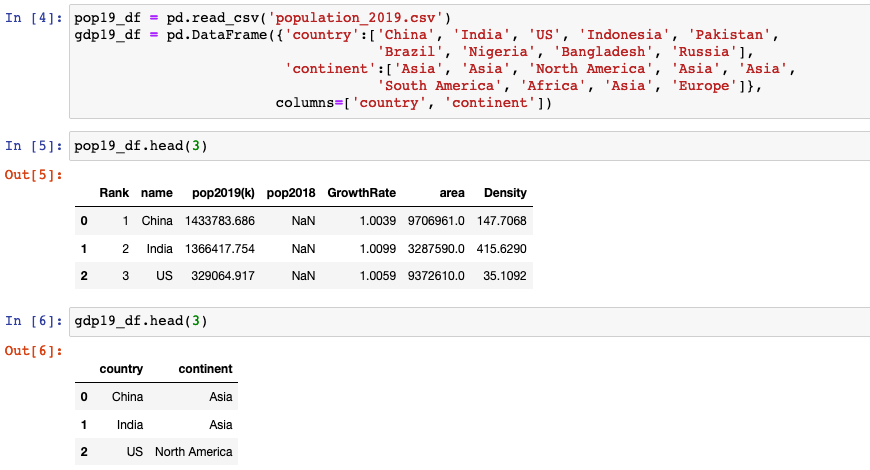 In [4]: pop19_df = pd.read_csv('population_2019.csv')
gdp19_df = pd.DataFrame({'country':['China', 'India', 'US', 'Indonesia', 'Pakistan',
'Brazil', 'Nigeria', 'Bangladesh', 'Russia'],
'continent':['Asia', 'Asia', 'North America', 'Asia', 'Asia',
'South America', 'Africa', 'Asia', 'Europe']},
columns=['country', 'continent'])
In [5]: pop19_df.head(3)
Out[5]:
Rank name pop2019(k) pop2018 GrowthRate area Density
0 1 China 1433783.686 NaN 1.0039 9706961.0 147.7068
1 2 India 1366417.754 NaN 1.0099 3287590.0 415.6290
2 3 US 329064.917 NaN 1.0059 9372610.0 35.1092
In [6]: gdp19_df.head(3)
Out[6]:
country continent
0 China Asia
1 India Asia
2 US North America